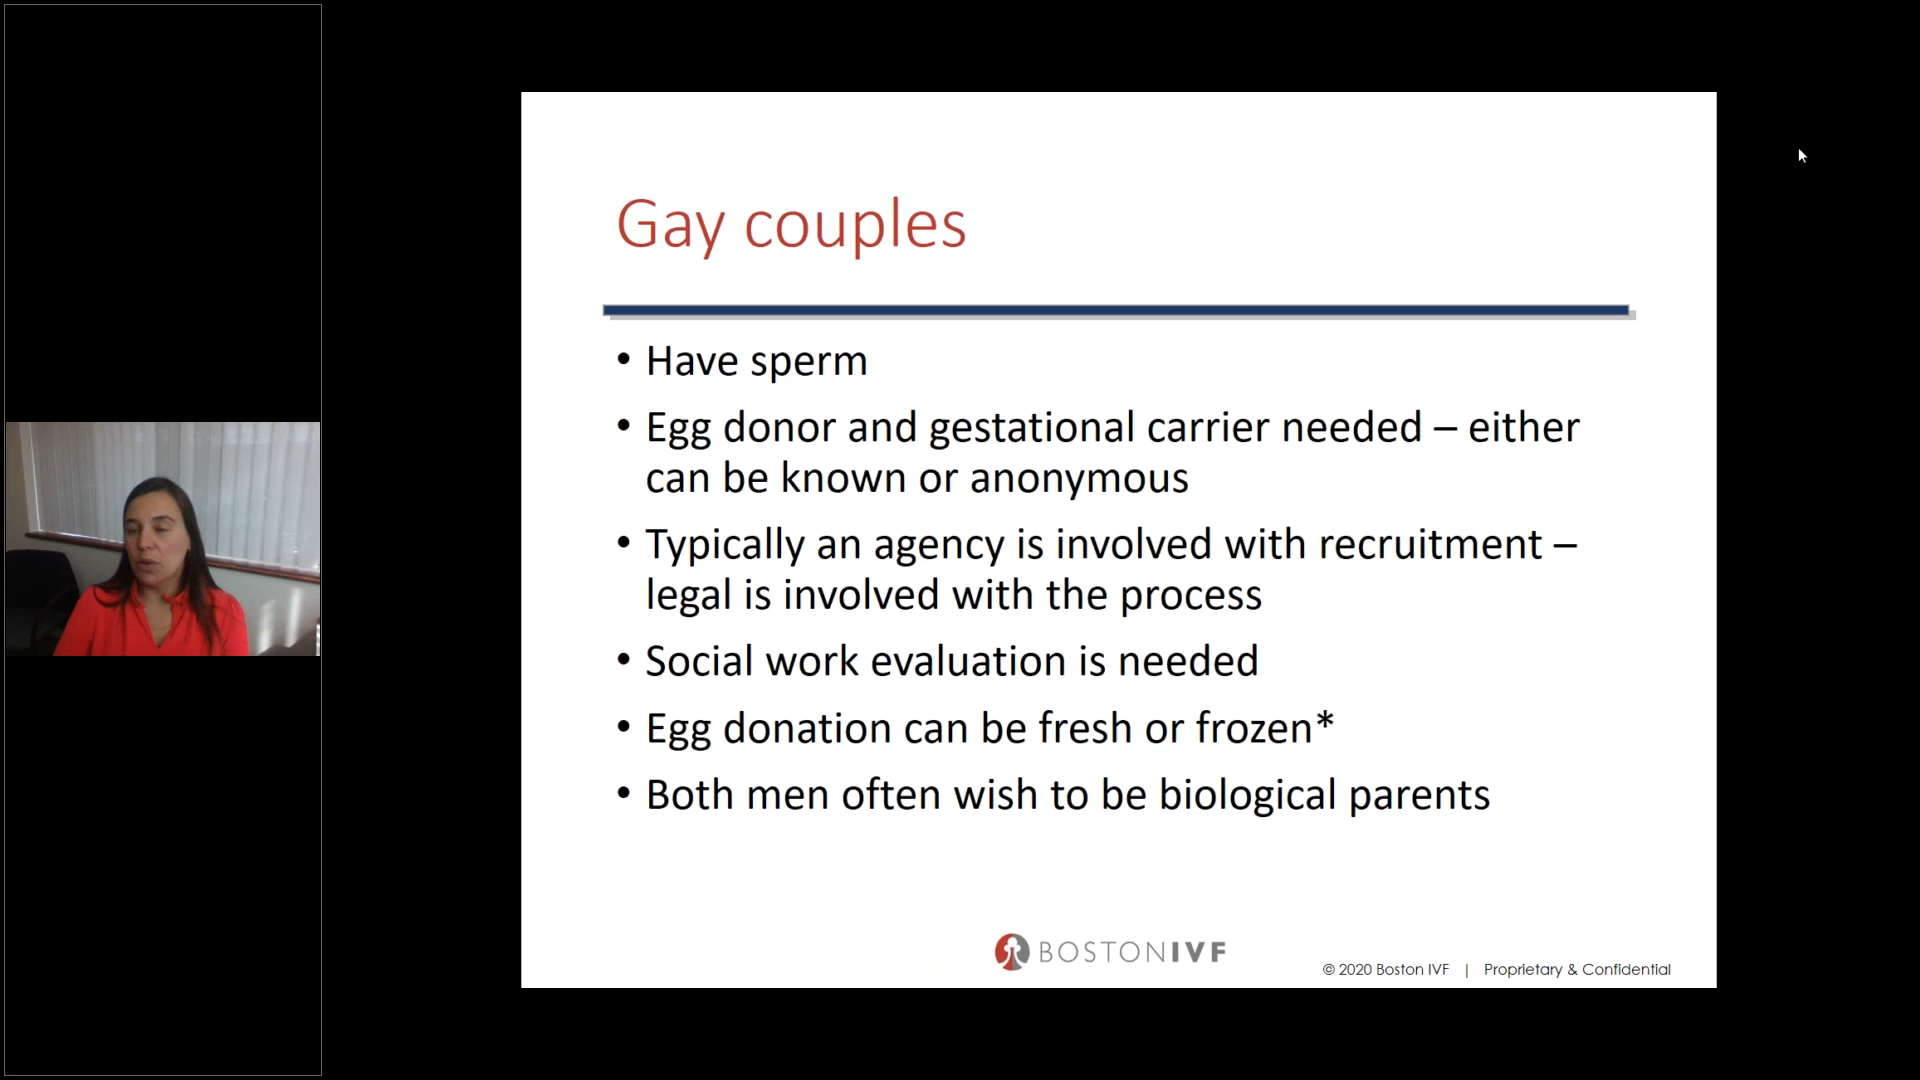 Gay couples
• Have sperm
• Egg donor and gestational carrier needed – either
can be known or anonymous
• Typically an agency is involved with recruitment –
legal is involved with the process
• Social work evaluation is needed
• Egg donation can be fresh or frozen*
• Both men often wish to be biological parents
BOSTONIVF
© 2020 Boston IVF | Proprietary & Confidential